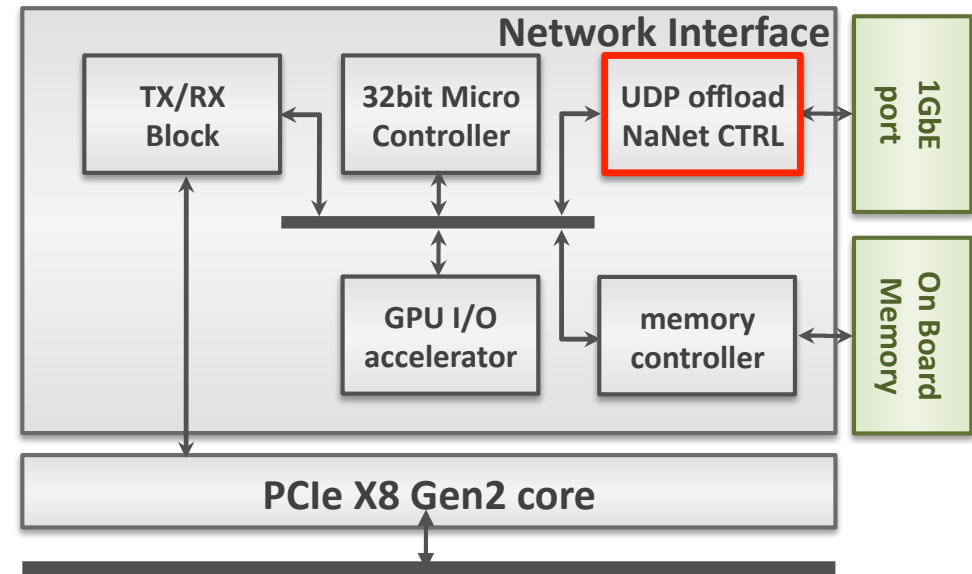 Network Interface
TX/RX
Block
32bit Micro
Controller
UDP offload
NaNet CTRL
1GbE
port
GPU I/O
accelerator
memory
controller
On Board
Memory
PCIe X8 Gen2 core